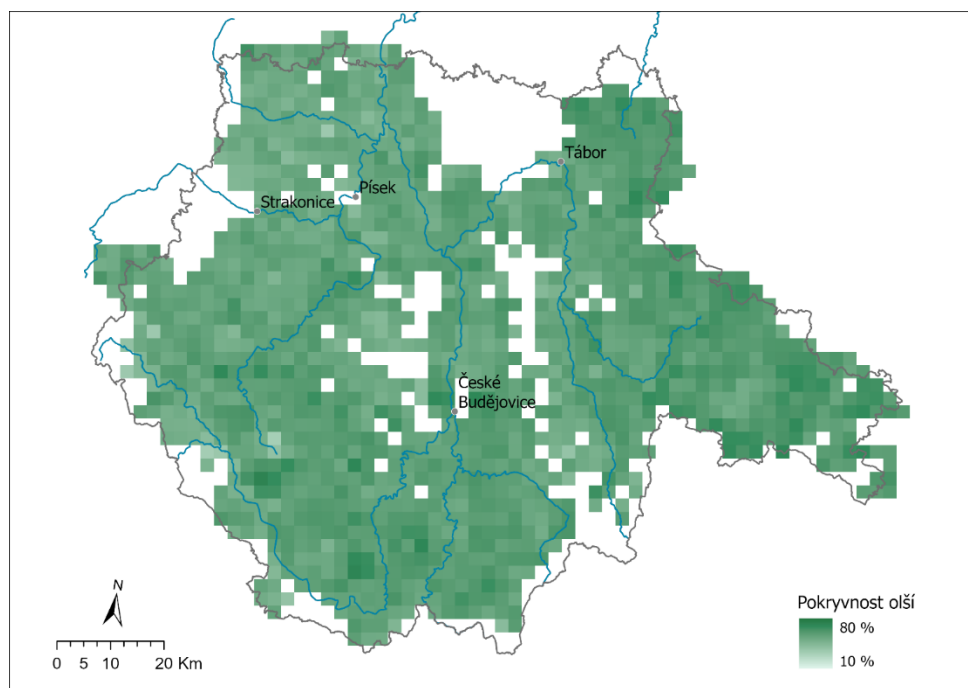 Tábor
Písek
Strakonice
České
Budějovice
N
0 5 10 20 Km
Pokryvnost olší
80 %
10 %